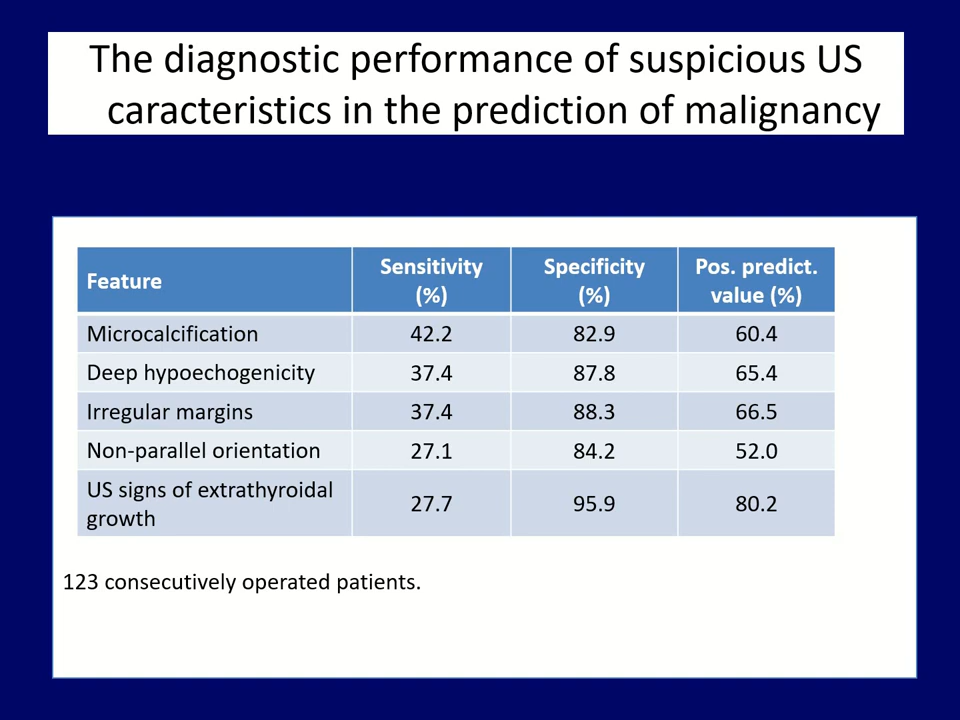 The diagnostic performance of suspicious US
caracteristics in the prediction of malignancy
Feature Sensitivity (%) Specificity (%) Pos. predict. value (%)
Microcalcification 42.2 82.9 60.4
Deep hypoechogenicity 37.4 87.8 65.4
Irregular margins 37.4 88.3 66.5
Non-parallel orientation 27.1 84.2 52.0
US signs of extrathyroidal growth 27.7 95.9 80.2
123 consecutively operated patients.